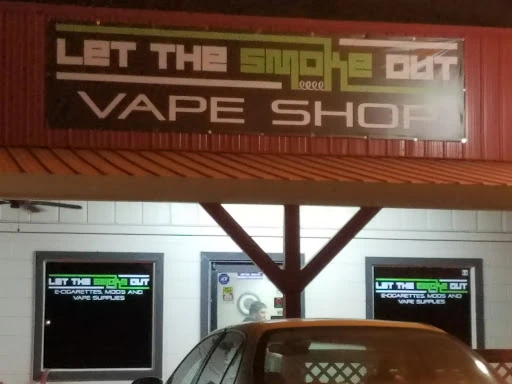 LET THE SMOKE OUT
VAPE SHOP
LET THE SMOKE OUT
E-CIGARETTES, MODS AND
VAPE SUPPLIES
LET THE SMOKE OUT
E-CIGARETTES, MODS AND
VAPE SUPPLIES